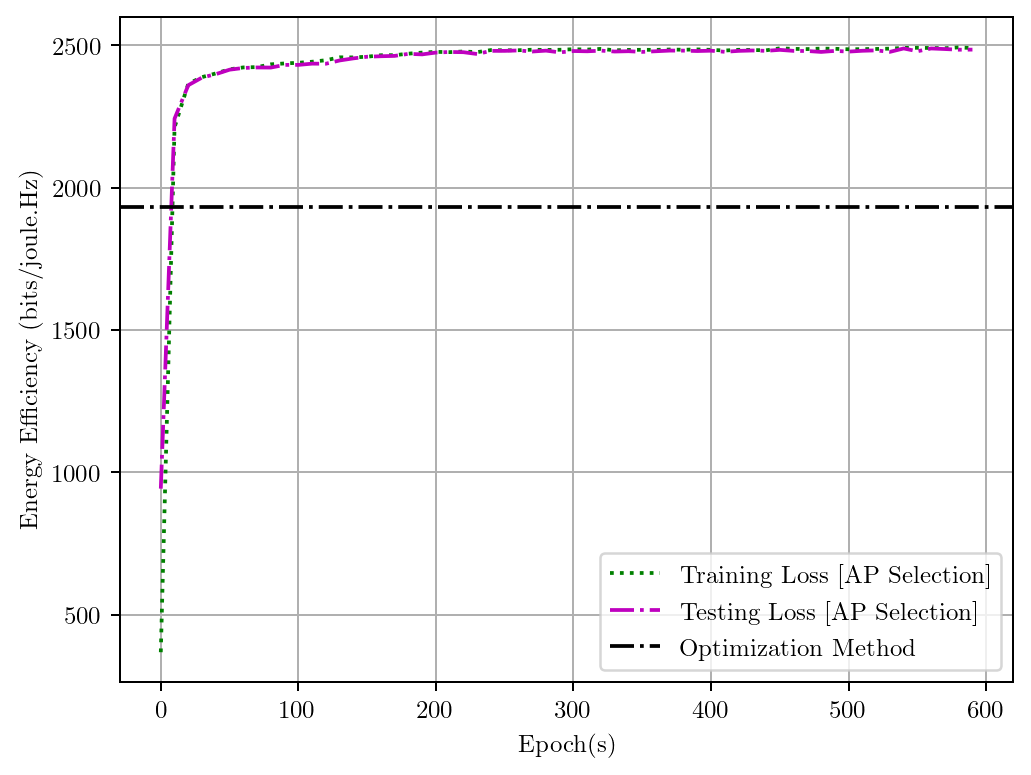 2500
2000
1500
1000
500
Energy Efficiency (bits/joule.Hz)
Training Loss [AP Selection]
Testing Loss [AP Selection]
Optimization Method
0 100 200 300 400 500 600
Epoch(s)